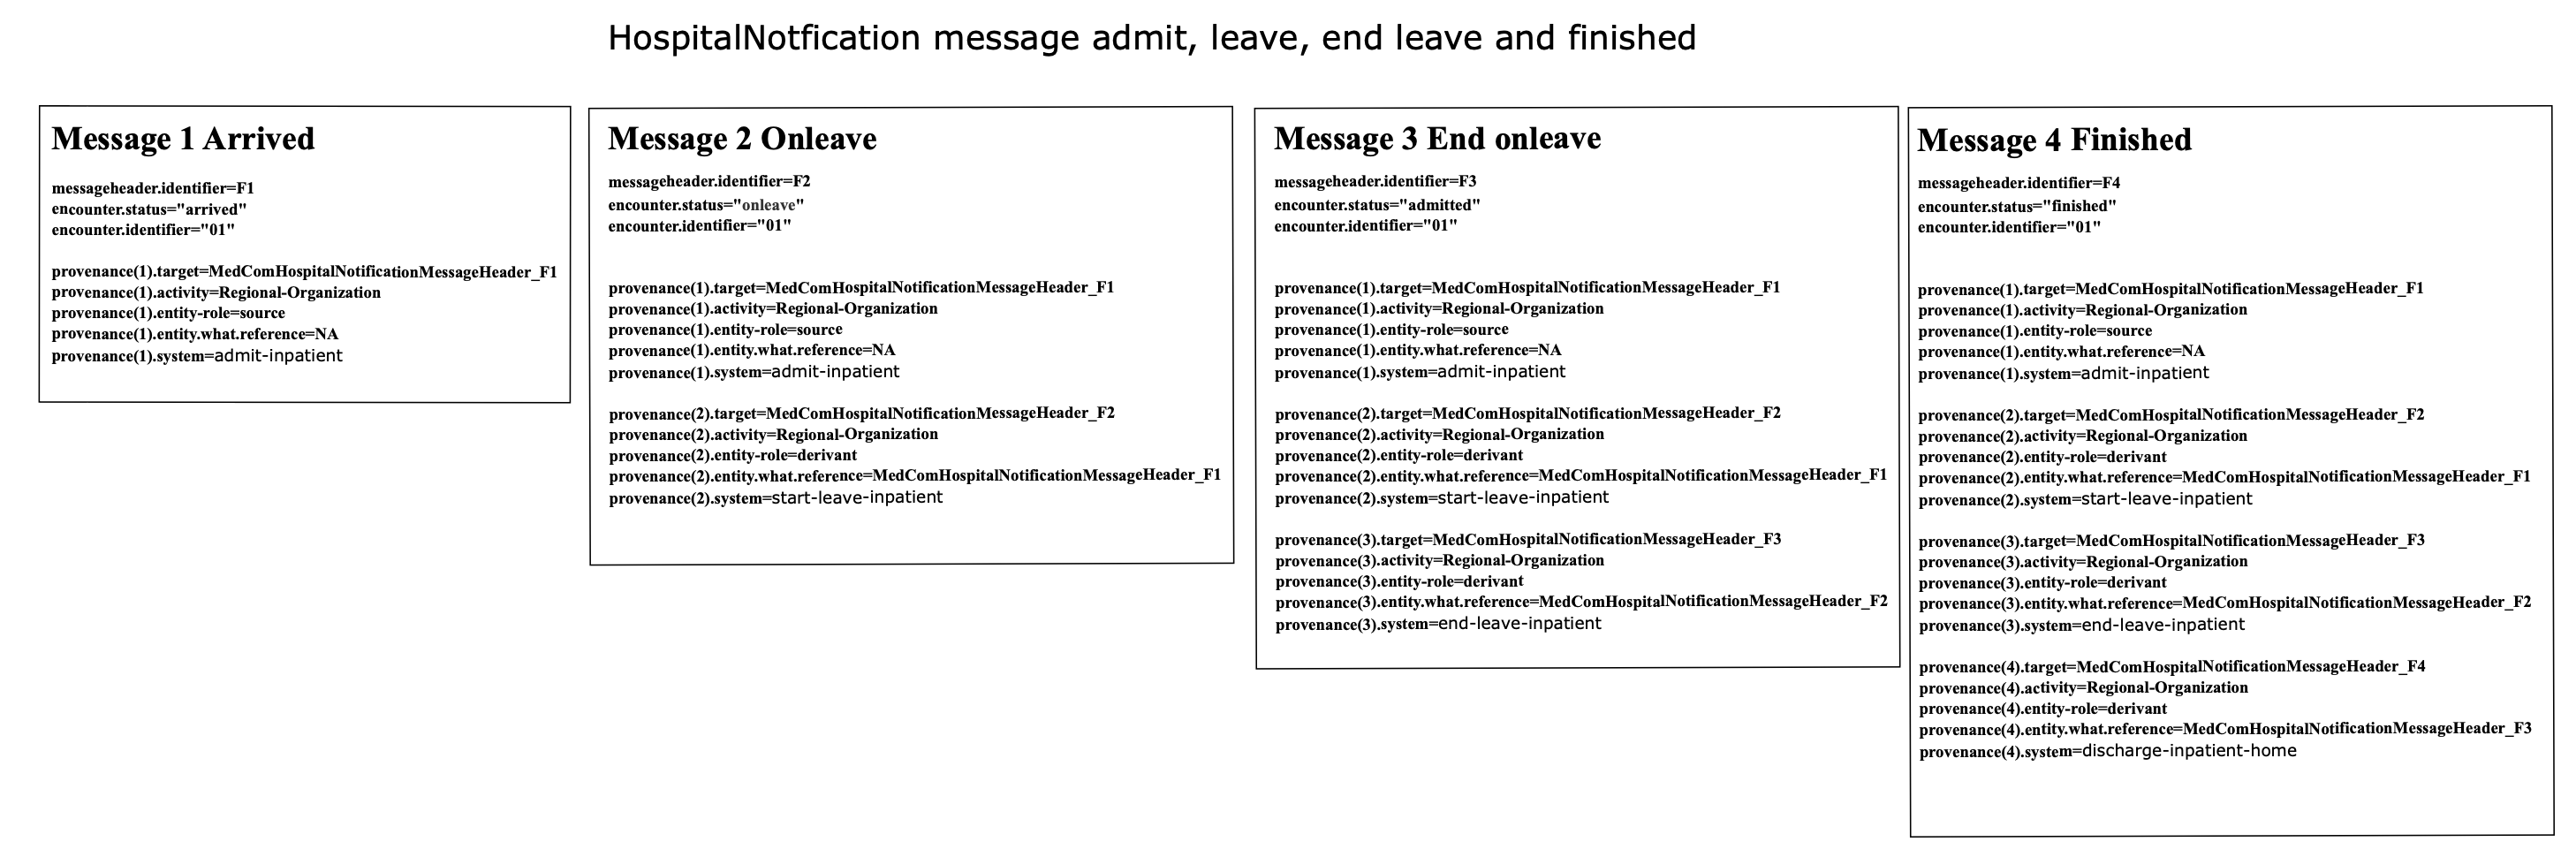 HospitalNotfication message admit, leave, end leave and finished
Message 1 Arrived
messageheader.identifier=F1
encounter.status="arrived"
encounter.identifier="01"
provenance(1).target=MedComHospitalNotificationMessageHeader_F1
provenance(1).activity=Regional-Organization
provenance(1).entity-role=source
provenance(1).entity.what.reference=NA
provenance(1).system=admit-inpatient
Message 2 Onleave
messageheader.identifier=F2
encounter.status="onleave"
encounter.identifier="01"
provenance(1).target=MedComHospitalNotificationMessageHeader_F1
provenance(1).activity=Regional-Organization
provenance(1).entity-role=source
provenance(1).entity.what.reference=NA
provenance(1).system=admit-inpatient
provenance(2).target=MedComHospitalNotificationMessageHeader_F2
provenance(2).activity=Regional-Organization
provenance(2).entity-role=derivant
provenance(2).entity.what.reference=MedComHospitalNotificationMessageHeader_F1
provenance(2).system=start-leave-inpatient
Message 3 End onleave
messageheader.identifier=F3
encounter.status="admitted"
encounter.identifier="01"
provenance(1).target=MedComHospitalNotificationMessageHeader_F1
provenance(1).activity=Regional-Organization
provenance(1).entity-role=source
provenance(1).entity.what.reference=NA
provenance(1).system=admit-inpatient
provenance(2).target=MedComHospitalNotificationMessageHeader_F2
provenance(2).activity=Regional-Organization
provenance(2).entity-role=derivant
provenance(2).entity.what.reference=MedComHospitalNotificationMessageHeader_F1
provenance(2).system=start-leave-inpatient
provenance(3).target=MedComHospitalNotificationMessageHeader_F3
provenance(3).activity=Regional-Organization
provenance(3).entity-role=derivant
provenance(3).entity.what.reference=MedComHospitalNotificationMessageHeader_F2
provenance(3).system=end-leave-inpatient
Message 4 Finished
messageheader.identifier=F4
encounter.status="finished"
encounter.identifier="01"
provenance(1).target=MedComHospitalNotificationMessageHeader_F1
provenance(1).activity=Regional-Organization
provenance(1).entity-role=source
provenance(1).entity.what.reference=NA
provenance(1).system=admit-inpatient
provenance(2).target=MedComHospitalNotificationMessageHeader_F2
provenance(2).activity=Regional-Organization
provenance(2).entity-role=derivant
provenance(2).entity.what.reference=MedComHospitalNotificationMessageHeader_F1
provenance(2).system=start-leave-inpatient
provenance(3).target=MedComHospitalNotificationMessageHeader_F3
provenance(3).activity=Regional-Organization
provenance(3).entity-role=derivant
provenance(3).entity.what.reference=MedComHospitalNotificationMessageHeader_F2
provenance(3).system=end-leave-inpatient
provenance(4).target=MedComHospitalNotificationMessageHeader_F4
provenance(4).activity=Regional-Organization
provenance(4).entity-role=derivant
provenance(4).entity.what.reference=MedComHospitalNotificationMessageHeader_F3
provenance(4).system=discharge-inpatient-home